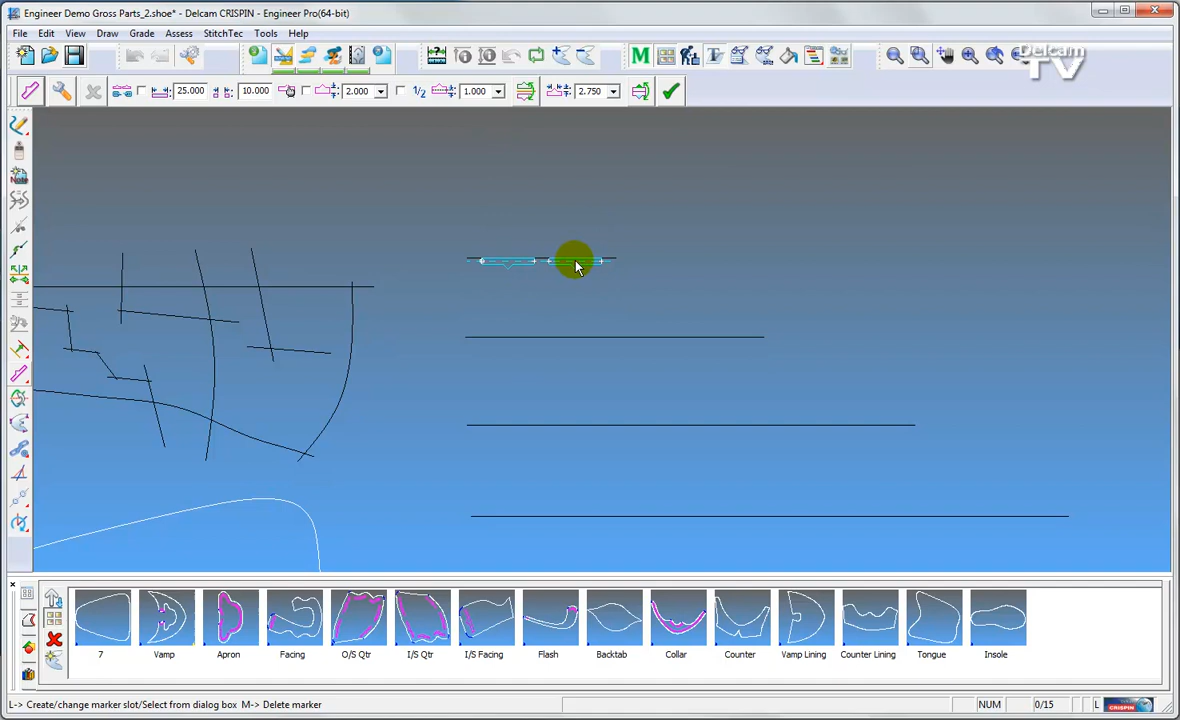 Engineer Demo Gross Parts_2.shoe* - Delcam CRISPIN - Engineer Pro(64-bit)
File Edit View Draw Grade Assess StitchTec Tools Help
Delcam
TV
25.000 10.000 2.000 1/2 1.000 2.750
7 Vamp Apron Facing O/S Qtr I/S Qtr I/S Facing Flash Backtab Collar Counter Vamp Lining Counter Lining Tongue Insole
L-> Create/change marker slot/Select from dialog box M-> Delete marker NUM 0/15 L CRISPIN